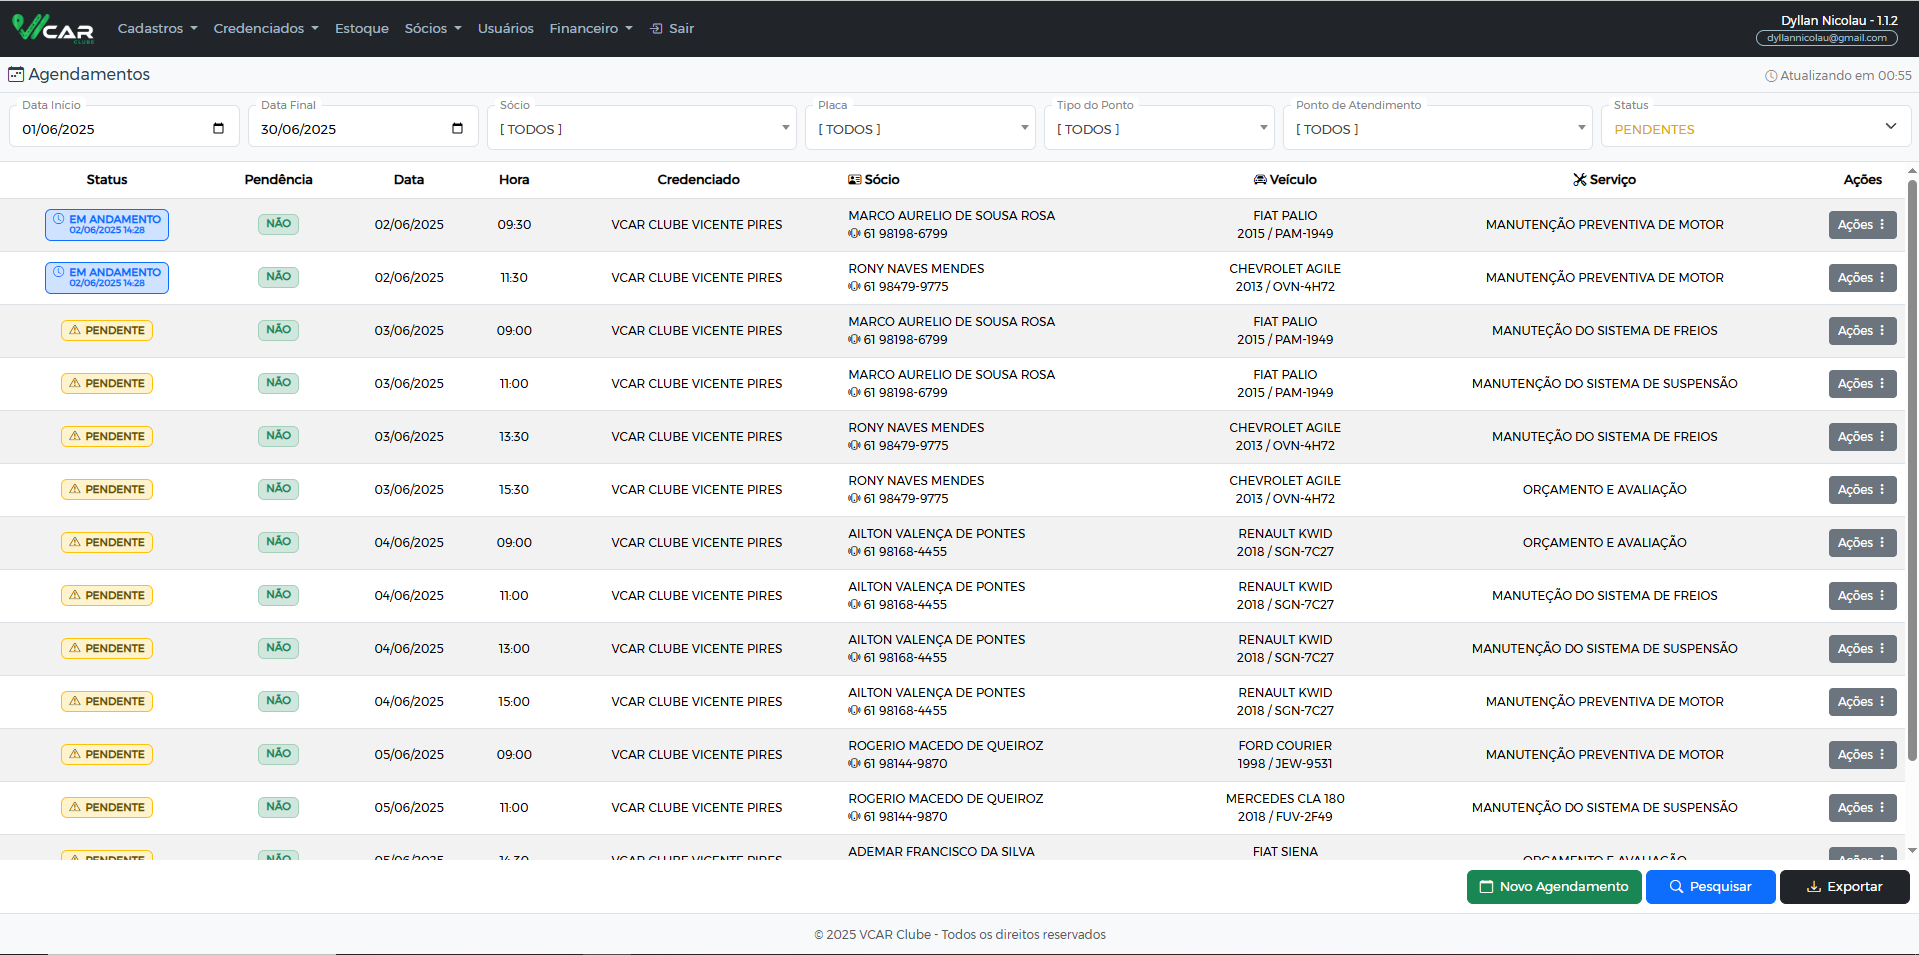 VCAR CLUBE Cadastros Credenciados Estoque Sócios Usuários Financeiro Sair
Dyllan Nicolau - 1.1.2
dyllannicolau@gmail.com
Agendamentos
Atualizando em 00:55
Data Início Data Final Sócio Placa Tipo do Ponto Ponto de Atendimento Status
01/06/2025 30/06/2025 [ TODOS ] [ TODOS ] [ TODOS ] [ TODOS ] PENDENTES
Status Pendência Data Hora Credenciado Sócio Veículo Serviço Ações
EM ANDAMENTO 02/06/2025 14:28 NÃO 02/06/2025 09:30 VCAR CLUBE VICENTE PIRES MARCO AURELIO DE SOUSA ROSA 61 98198-6799 FIAT PALIO 2015 / PAM-1949 MANUTENÇÃO PREVENTIVA DE MOTOR Ações
EM ANDAMENTO 02/06/2025 14:28 NÃO 02/06/2025 11:30 VCAR CLUBE VICENTE PIRES RONY NAVES MENDES 61 98479-9775 CHEVROLET AGILE 2013 / OVN-4H72 MANUTENÇÃO PREVENTIVA DE MOTOR Ações
PENDENTE NÃO 03/06/2025 09:00 VCAR CLUBE VICENTE PIRES MARCO AURELIO DE SOUSA ROSA 61 98198-6799 FIAT PALIO 2015 / PAM-1949 MANUTEÇÃO DO SISTEMA DE FREIOS Ações
PENDENTE NÃO 03/06/2025 11:00 VCAR CLUBE VICENTE PIRES MARCO AURELIO DE SOUSA ROSA 61 98198-6799 FIAT PALIO 2015 / PAM-1949 MANUTENÇÃO DO SISTEMA DE SUSPENSÃO Ações
PENDENTE NÃO 03/06/2025 13:30 VCAR CLUBE VICENTE PIRES RONY NAVES MENDES 61 98479-9775 CHEVROLET AGILE 2013 / OVN-4H72 MANUTEÇÃO DO SISTEMA DE FREIOS Ações
PENDENTE NÃO 03/06/2025 15:30 VCAR CLUBE VICENTE PIRES RONY NAVES MENDES 61 98479-9775 CHEVROLET AGILE 2013 / OVN-4H72 ORÇAMENTO E AVALIAÇÃO Ações
PENDENTE NÃO 04/06/2025 09:00 VCAR CLUBE VICENTE PIRES AILTON VALENÇA DE PONTES 61 98168-4455 RENAULT KWID 2018 / SGN-7C27 ORÇAMENTO E AVALIAÇÃO Ações
PENDENTE NÃO 04/06/2025 11:00 VCAR CLUBE VICENTE PIRES AILTON VALENÇA DE PONTES 61 98168-4455 RENAULT KWID 2018 / SGN-7C27 MANUTEÇÃO DO SISTEMA DE FREIOS Ações
PENDENTE NÃO 04/06/2025 13:00 VCAR CLUBE VICENTE PIRES AILTON VALENÇA DE PONTES 61 98168-4455 RENAULT KWID 2018 / SGN-7C27 MANUTENÇÃO DO SISTEMA DE SUSPENSÃO Ações
PENDENTE NÃO 04/06/2025 15:00 VCAR CLUBE VICENTE PIRES AILTON VALENÇA DE PONTES 61 98168-4455 RENAULT KWID 2018 / SGN-7C27 MANUTENÇÃO PREVENTIVA DE MOTOR Ações
PENDENTE NÃO 05/06/2025 09:00 VCAR CLUBE VICENTE PIRES ROGERIO MACEDO DE QUEIROZ 61 98144-9870 FORD COURIER 1998 / JEW-9531 MANUTENÇÃO PREVENTIVA DE MOTOR Ações
PENDENTE NÃO 05/06/2025 11:00 VCAR CLUBE VICENTE PIRES ROGERIO MACEDO DE QUEIROZ 61 98144-9870 MERCEDES CLA 180 2018 / FUV-2F49 MANUTENÇÃO DO SISTEMA DE SUSPENSÃO Ações
PENDENTE NÃO 05/06/2025 14:30 VCAR CLUBE VICENTE PIRES ADEMAR FRANCISCO DA SILVA FIAT SIENA ORÇAMENTO E AVALIAÇÃO Ações
Novo Agendamento Pesquisar Exportar
© 2025 VCAR Clube - Todos os direitos reservados